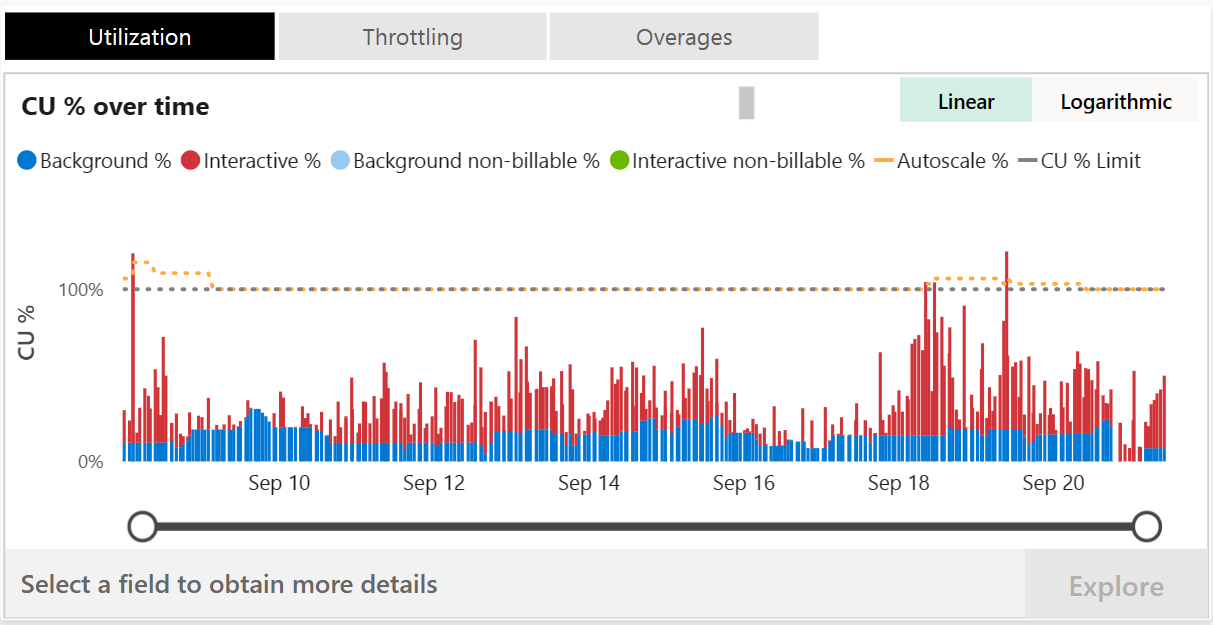 Utilization Throttling Overages
CU % over time
Linear Logarithmic
Background % Interactive % Background non-billable % Interactive non-billable % Autoscale % CU % Limit
100%
CU %
0%
Sep 10 Sep 12 Sep 14 Sep 16 Sep 18 Sep 20
Select a field to obtain more details
Explore